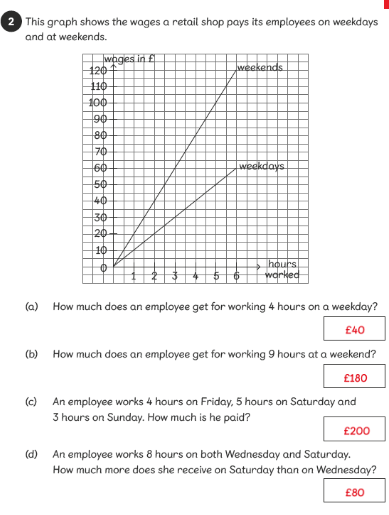 2 This graph shows the wages a retail shop pays its employees on weekdays
and at weekends.
wages in £
120
110
100
90
80
70
60
50
40
30
20
10
0
weekends
weekdays
1 2 3 4 5 6
hours
worked
(a) How much does an employee get for working 4 hours on a weekday?
£40
(b) How much does an employee get for working 9 hours at a weekend?
£180
(c) An employee works 4 hours on Friday, 5 hours on Saturday and
3 hours on Sunday. How much is he paid?
£200
(d) An employee works 8 hours on both Wednesday and Saturday.
How much more does she receive on Saturday than on Wednesday?
£80